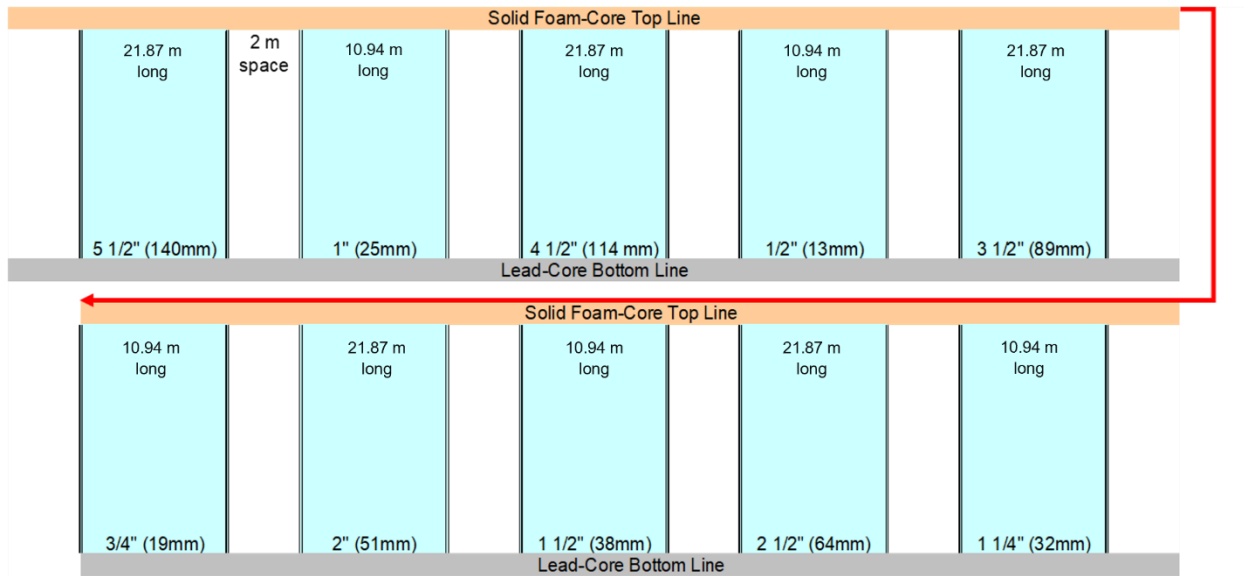 Solid Foam-Core Top Line
21.87 m
long
2 m
space
10.94 m
long
21.87 m
long
10.94 m
long
21.87 m
long
5 1/2" (140mm)
1" (25mm)
4 1/2" (114 mm)
1/2" (13mm)
3 1/2" (89mm)
Lead-Core Bottom Line
Solid Foam-Core Top Line
10.94 m
long
21.87 m
long
10.94 m
long
21.87 m
long
10.94 m
long
3/4" (19mm)
2" (51mm)
1 1/2" (38mm)
2 1/2" (64mm)
1 1/4" (32mm)
Lead-Core Bottom Line